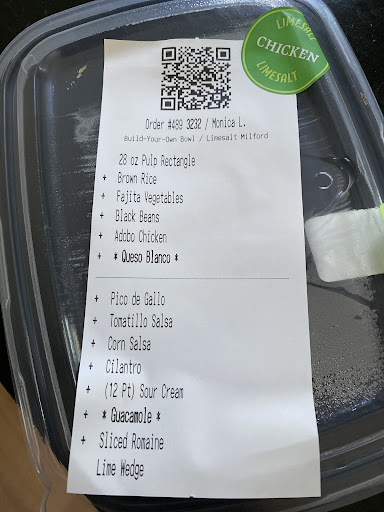 LIMESALT
CHICKEN
LIMESALT
Order #489 3232 / Monica L.
Build-Your-Own Bowl / Limesalt Milford
28 oz Pulp Rectangle
+ Brown Rice
+ Fajita Vegetables
+ Black Beans
+ Adobo Chicken
+ * Queso Blanco *
+ Pico de Gallo
+ Tomatillo Salsa
+ Corn Salsa
+ Cilantro
+ (12 Pt) Sour Cream
+ * Guacamole *
+ Sliced Romaine
Lime Wedge